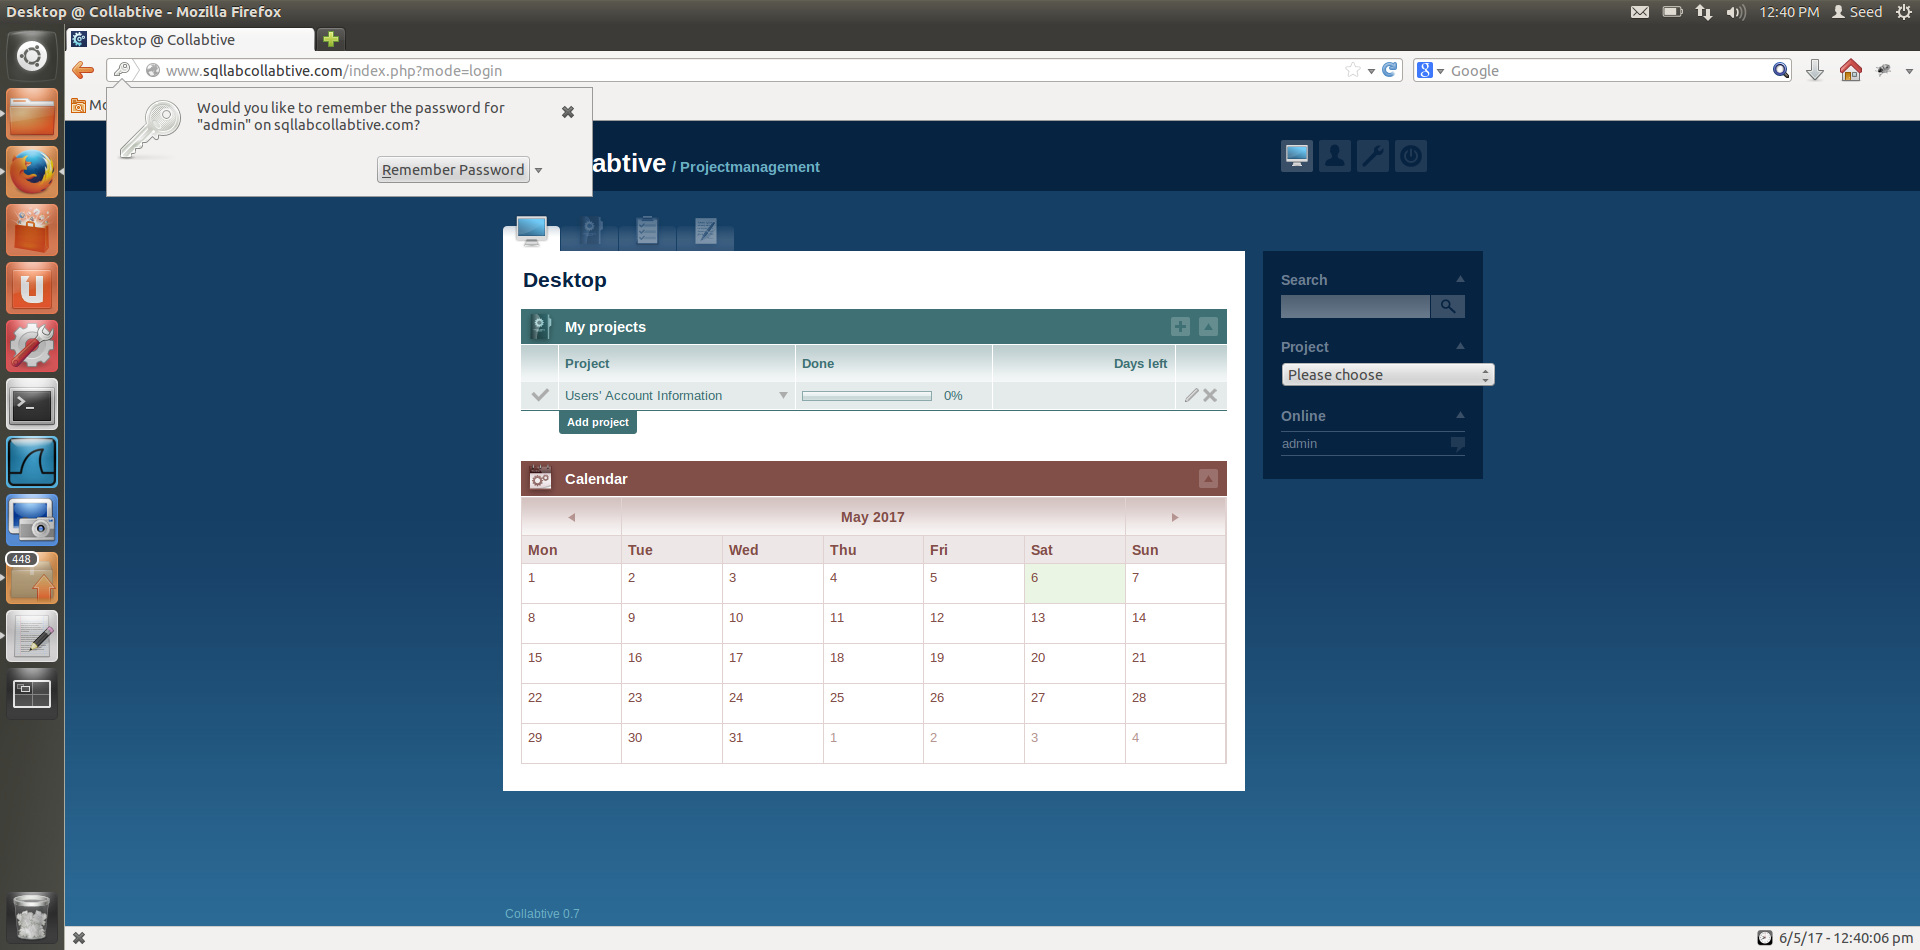 Desktop @ Collabtive - Mozilla Firefox
12:40 PM
Seed
Desktop @ Collabtive
www.sqllabcollabtive.com/index.php?mode=login
Google
Would you like to remember the password for
"admin" on sqllabcollabtive.com?
Remember Password
abtive / Projectmanagement
Desktop
My projects
Project Done Days left
Users' Account Information 0%
Add project
Calendar
May 2017
Mon Tue Wed Thu Fri Sat Sun
1 2 3 4 5 6 7
8 9 10 11 12 13 14
15 16 17 18 19 20 21
22 23 24 25 26 27 28
29 30 31 1 2 3 4
Search
Project
Please choose
Online
admin
448
Collabtive 0.7
6/5/17 - 12:40:06 pm